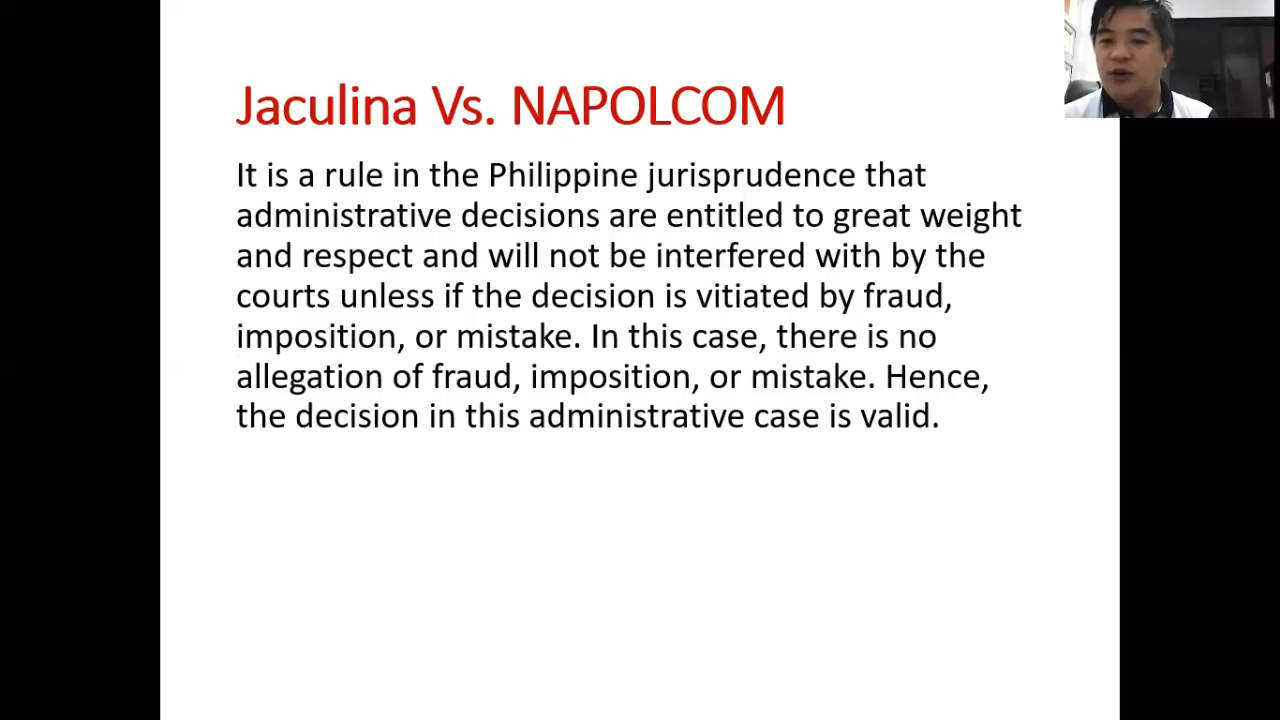 Jaculina Vs. NAPOLCOM
It is a rule in the Philippine jurisprudence that
administrative decisions are entitled to great weight
and respect and will not be interfered with by the
courts unless if the decision is vitiated by fraud,
imposition, or mistake. In this case, there is no
allegation of fraud, imposition, or mistake. Hence,
the decision in this administrative case is valid.